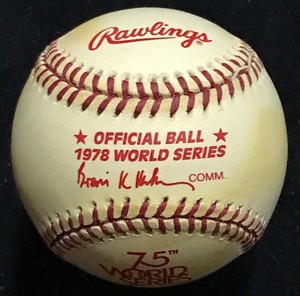 Rawlings
★ OFFICIAL BALL ★
1978 WORLD SERIES
COMM.
75TH
WORLD
SERIES